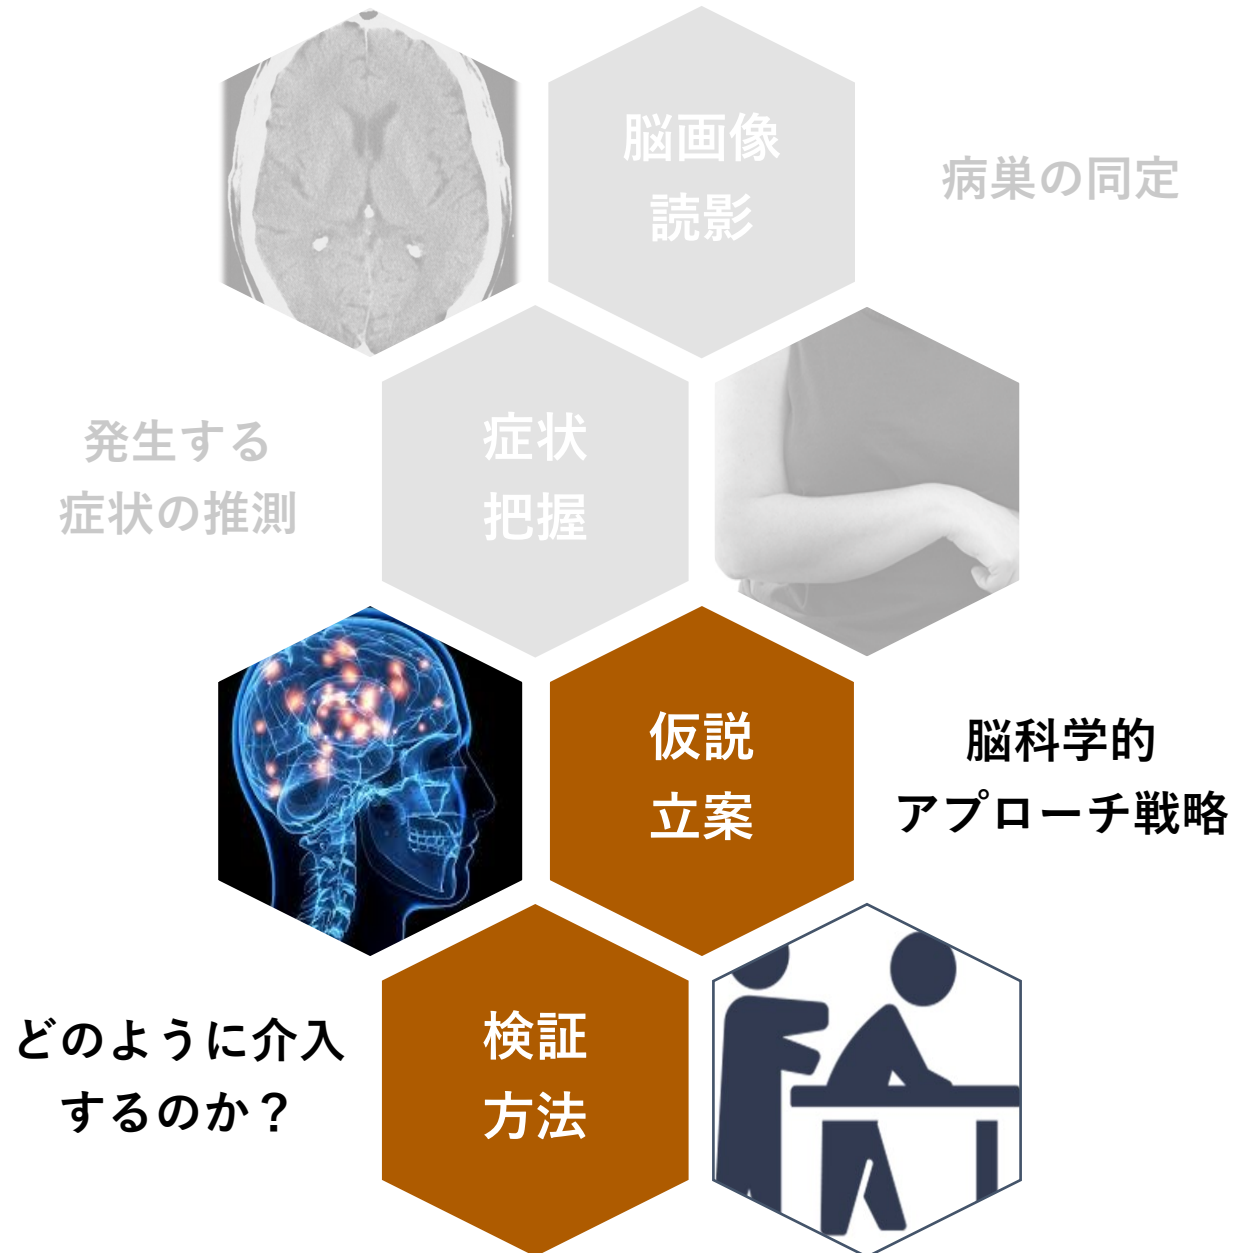 脳画像
読影
病巣の同定
発生する
症状の推測
症状
把握
仮説
立案
脳科学的
アプローチ戦略
どのように介入
するのか？
検証
方法